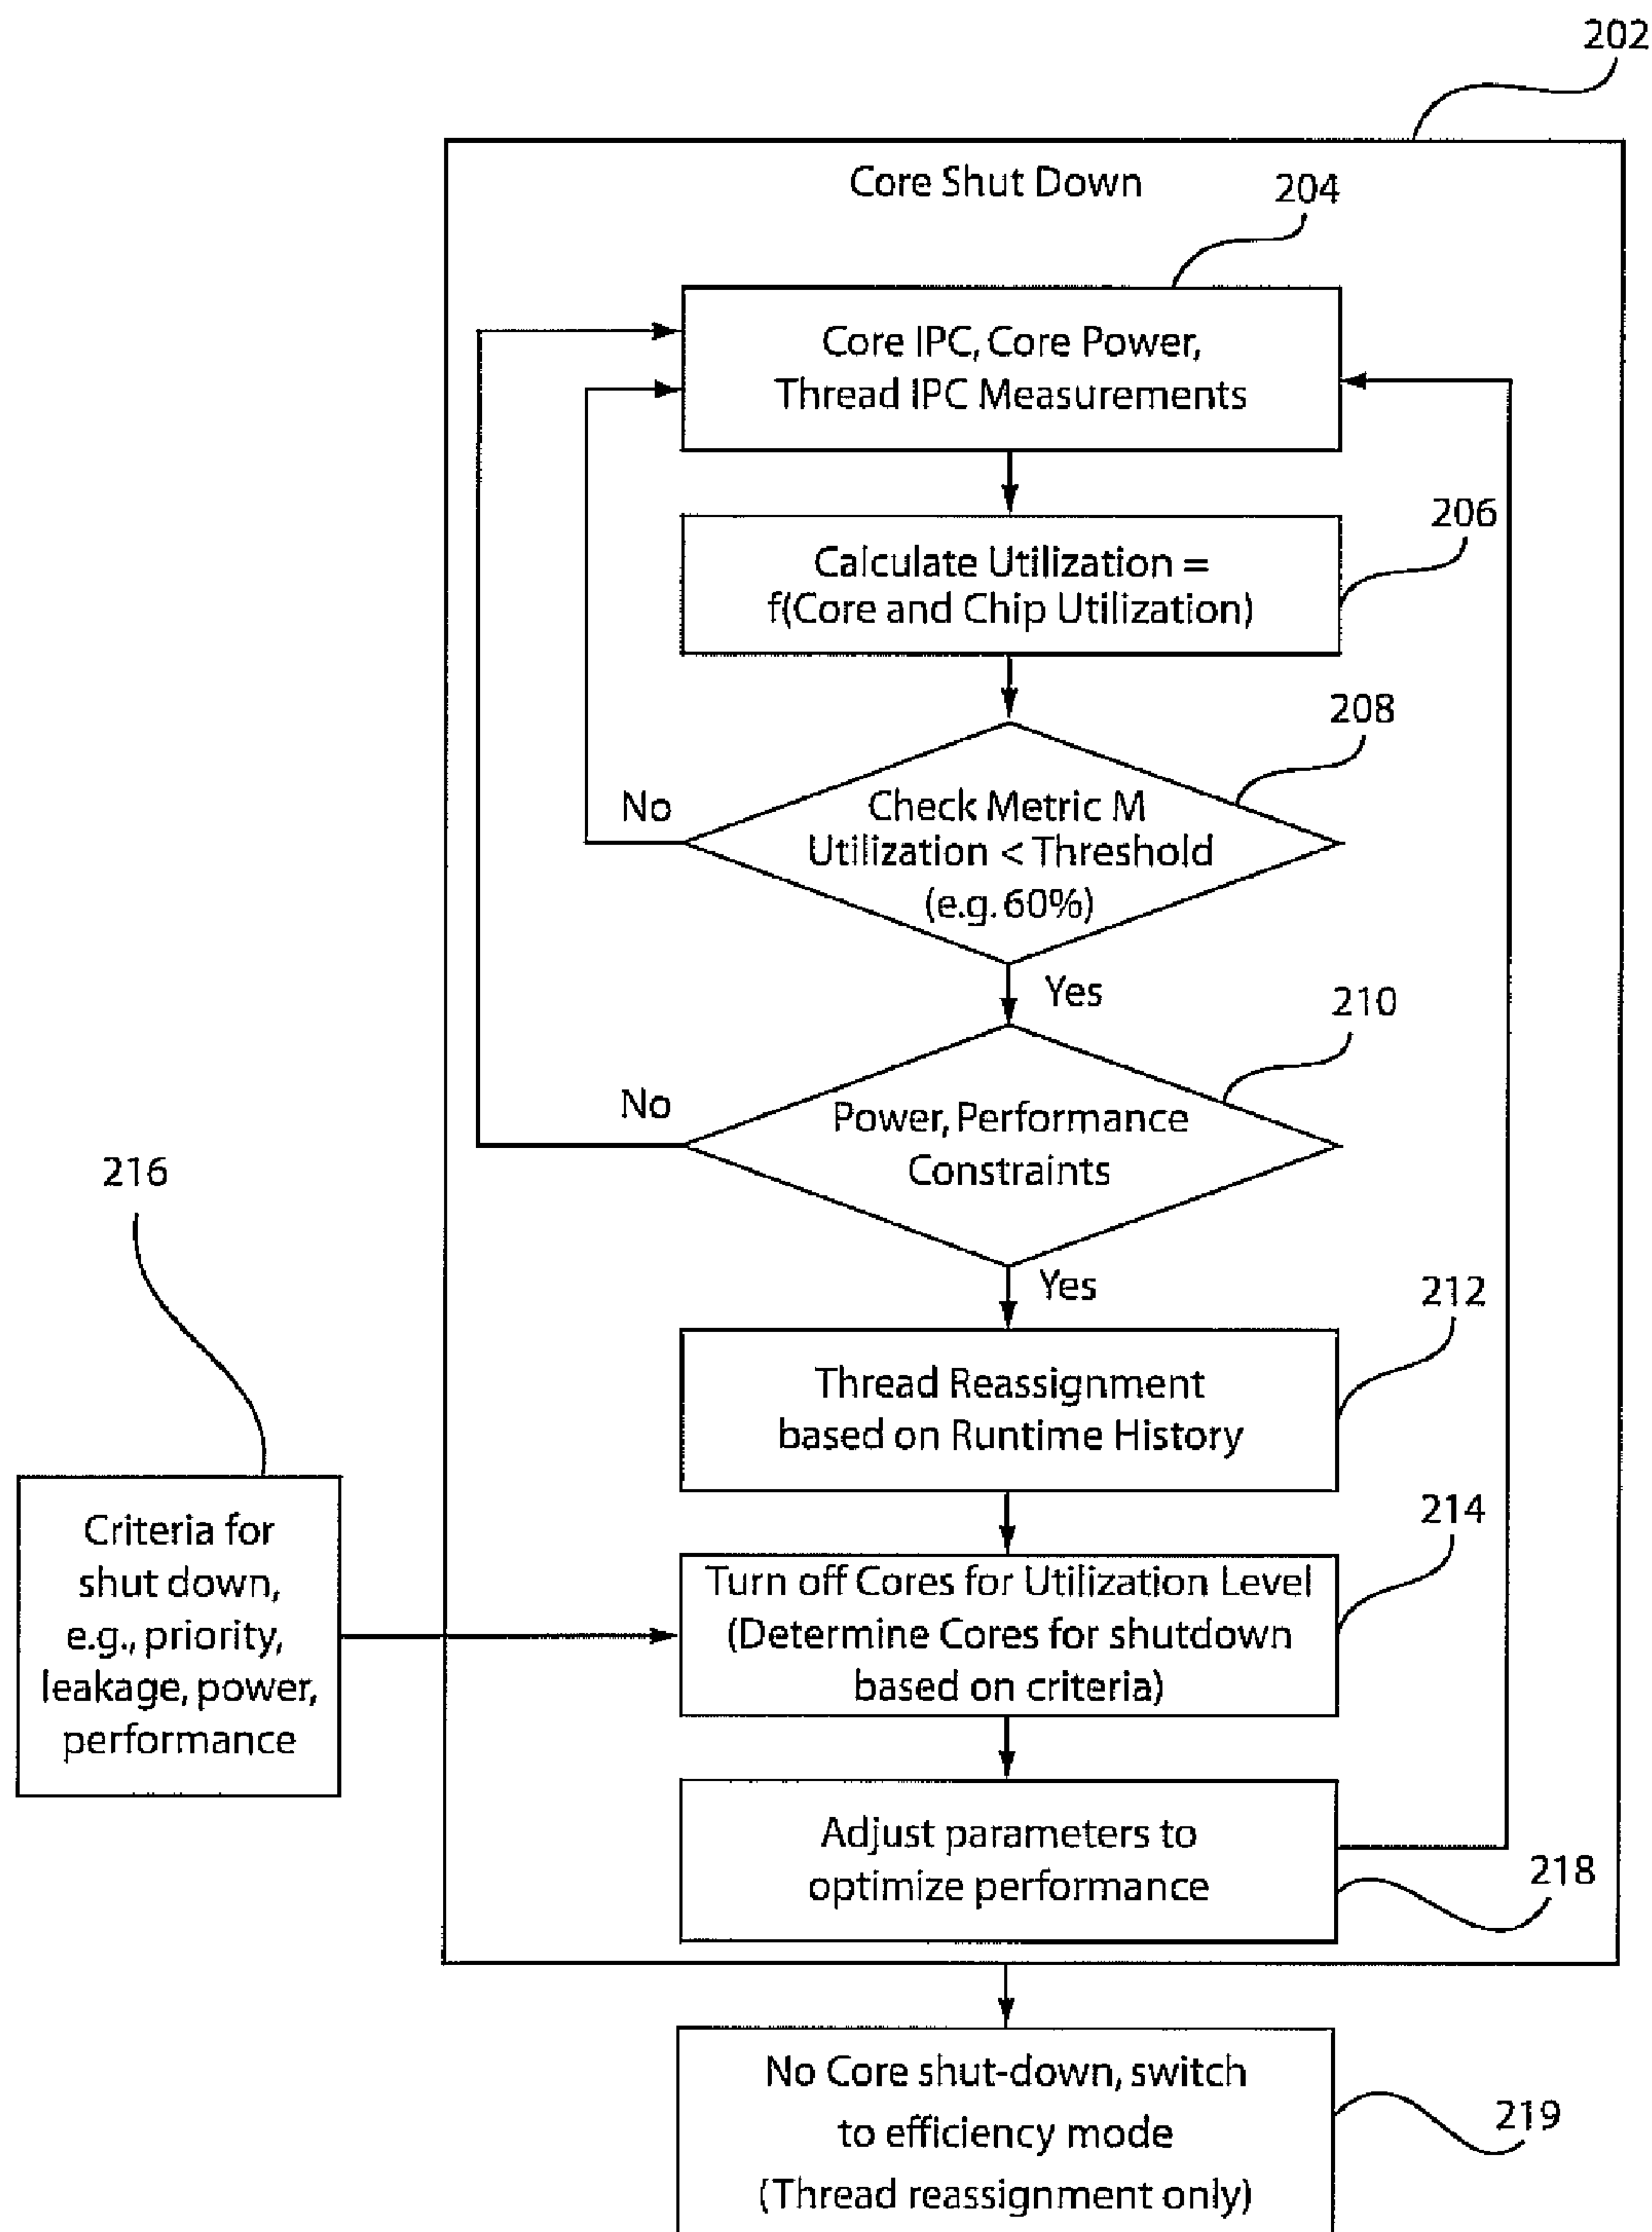 202
Core Shut Down
204
Core IPC, Core Power,
Thread IPC Measurements
206
Calculate Utilization =
f(Core and Chip Utilization)
208
No
Check Metric M
Utilization < Threshold
(e.g. 60%)
Yes
210
No
Power, Performance
Constraints
Yes
216
212
Thread Reassignment
based on Runtime History
214
Criteria for
shut down,
e.g., priority,
leakage, power,
performance
Turn off Cores for Utilization Level
(Determine Cores for shutdown
based on criteria)
Adjust parameters to
optimize performance
218
No Core shut-down, switch
to efficiency mode
(Thread reassignment only)
219